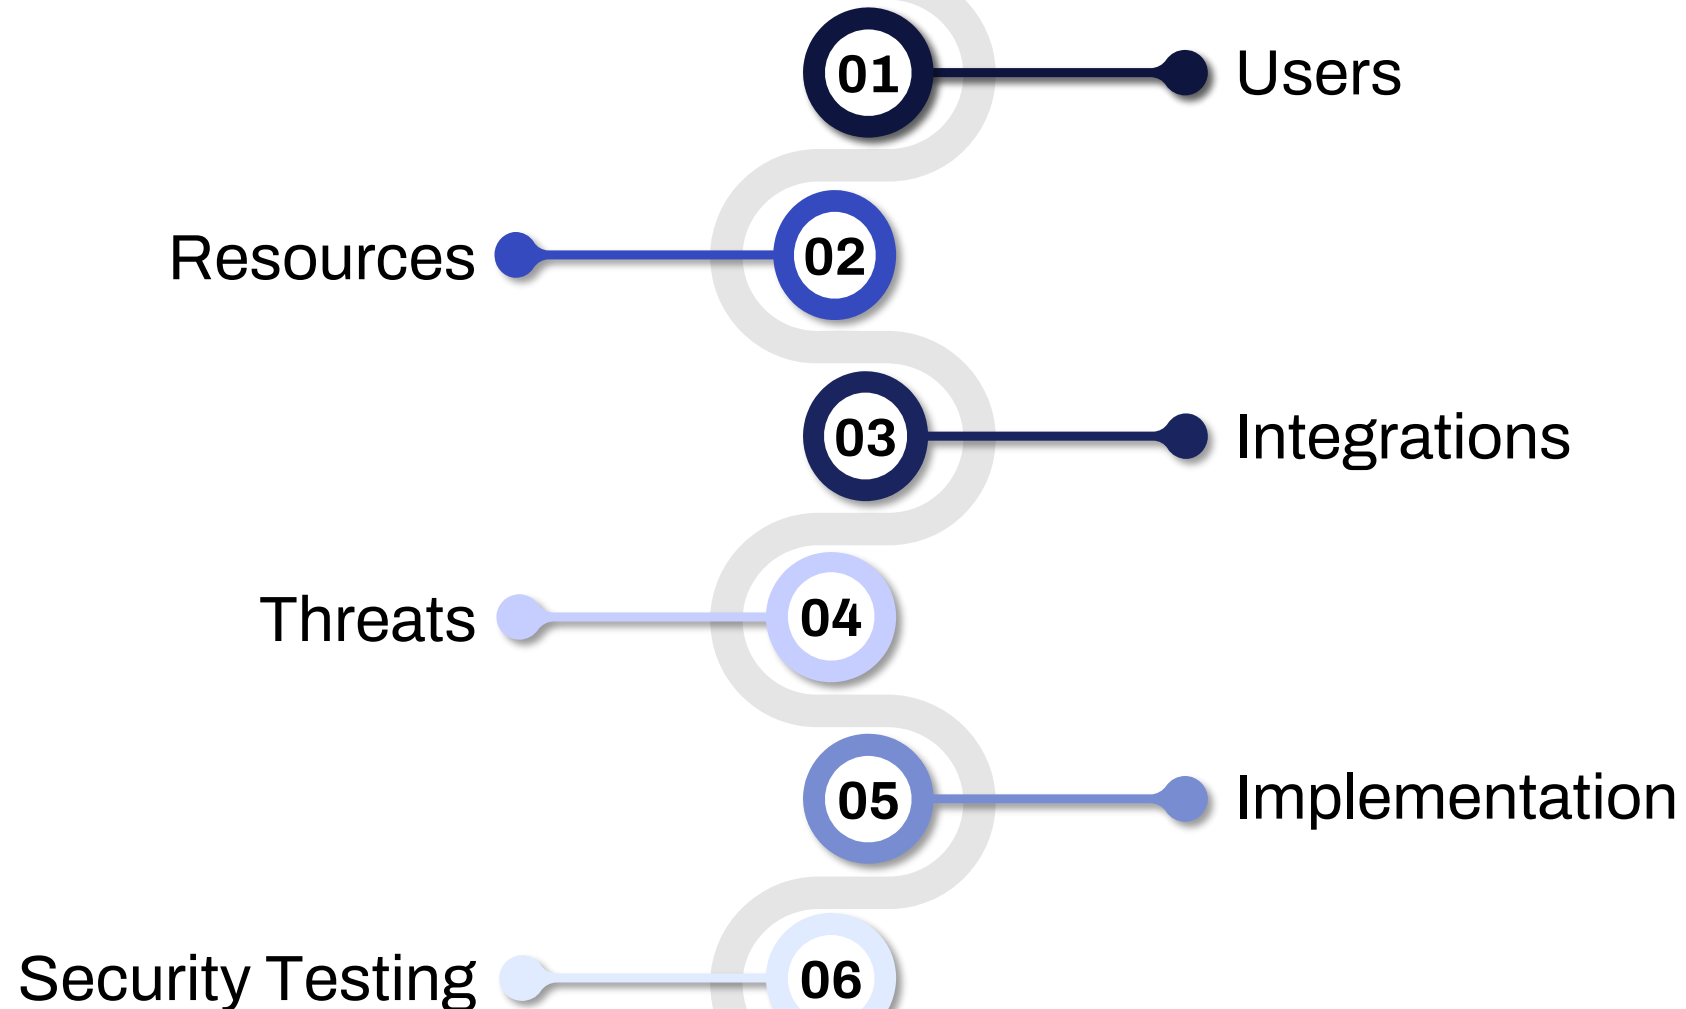 01
Users
Resources
02
03
Integrations
Threats
04
05
Implementation
Security Testing
06